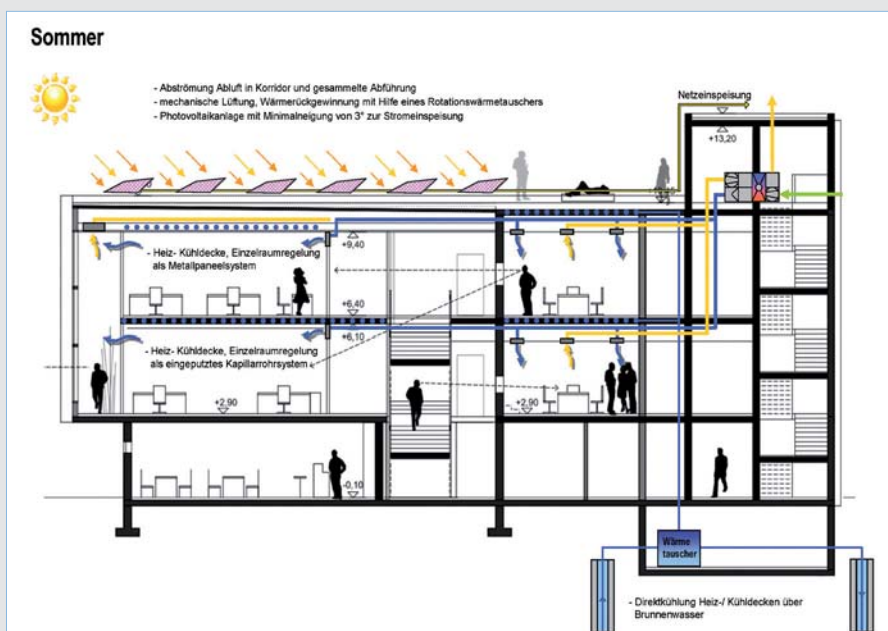 Sommer
- Abströmung Abluft in Korridor und gesammelte Abführung
- mechanische Lüftung, Wärmerückgewinnung mit Hilfe eines Rotationswärmetauschers
- Photovoltaikanlage mit Minimalneigung von 3° zur Stromeinspeisung
Netzeinspeisung
+13,20
+9,40
- Heiz- Kühldecke, Einzelraumregelung
als Metallpaneelsystem
+6,40
+6,10
- Heiz- Kühldecke, Einzelraumregelung
als eingeputztes Kapillarrohrsystem
+2,90
+2,90
-0,10
Wärme
tauscher
- Direktkühlung Heiz-/ Kühldecken über
Brunnenwasser